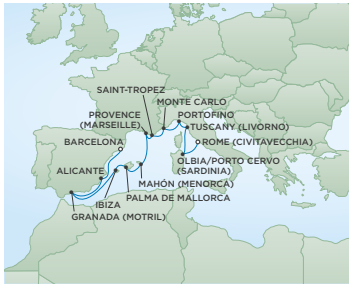 SAINT-TROPEZ
MONTE CARLO
PROVENCE
(MARSEILLE)
PORTOFINO
TUSCANY (LIVORNO)
BARCELONA
ROME (CIVITAVECCHIA)
ALICANTE
OLBIA/PORTO CERVO
(SARDINIA)
MAHÓN (MENORCA)
PALMA DE MALLORCA
IBIZA
GRANADA (MOTRIL)